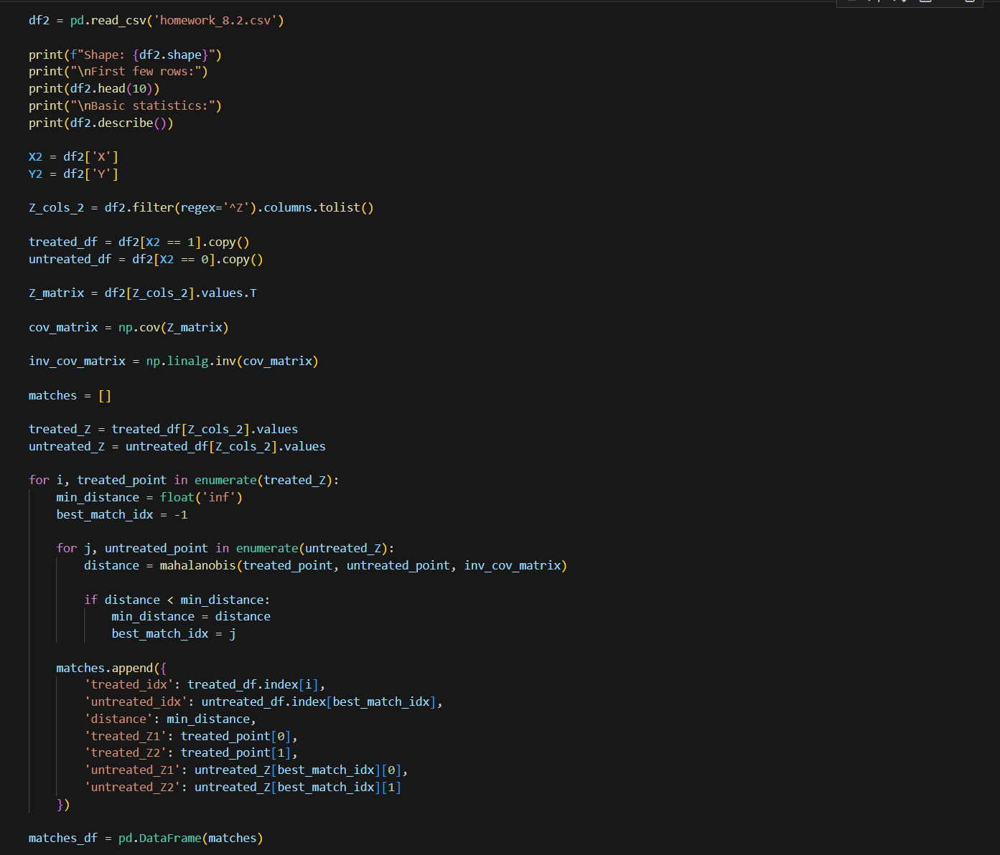 df2 = pd.read_csv('homework_8.2.csv')
print(f"Shape: {df2.shape}")
print("\nFirst few rows:")
print(df2.head(10))
print("\nBasic statistics:")
print(df2.describe())
X2 = df2['X']
Y2 = df2['Y']
Z_cols_2 = df2.filter(regex='^Z').columns.tolist()
treated_df = df2[X2 == 1].copy()
untreated_df = df2[X2 == 0].copy()
Z_matrix = df2[Z_cols_2].values.T
cov_matrix = np.cov(Z_matrix)
inv_cov_matrix = np.linalg.inv(cov_matrix)
matches = []
treated_Z = treated_df[Z_cols_2].values
untreated_Z = untreated_df[Z_cols_2].values
for i, treated_point in enumerate(treated_Z):
    min_distance = float('inf')
    best_match_idx = -1
    for j, untreated_point in enumerate(untreated_Z):
        distance = mahalanobis(treated_point, untreated_point, inv_cov_matrix)
        if distance < min_distance:
            min_distance = distance
            best_match_idx = j
    matches.append({
        'treated_idx': treated_df.index[i],
        'untreated_idx': untreated_df.index[best_match_idx],
        'distance': min_distance,
        'treated_Z1': treated_point[0],
        'treated_Z2': treated_point[1],
        'untreated_Z1': untreated_Z[best_match_idx][0],
        'untreated_Z2': untreated_Z[best_match_idx][1]
    })
matches_df = pd.DataFrame(matches)